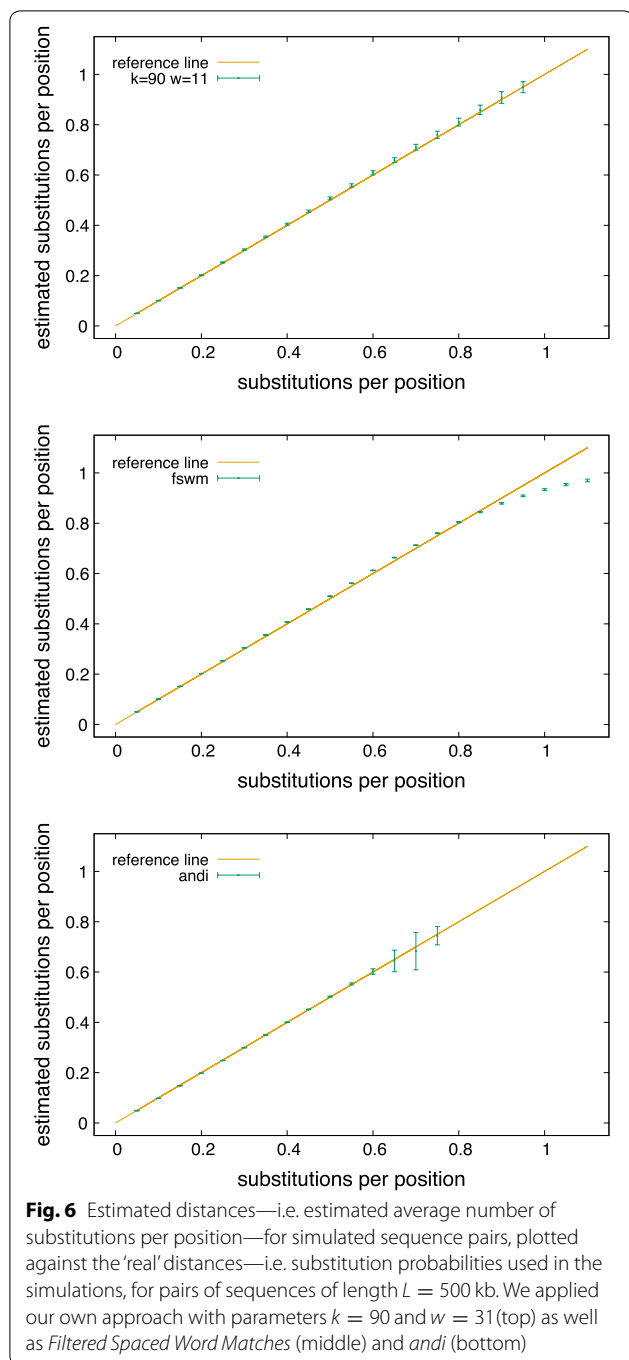 estimated substitutions per position
reference line
k=90 w=11
1
0.8
0.6
0.4
0.2
0
0 0.2 0.4 0.6 0.8 1
substitutions per position
estimated substitutions per position
reference line
fswm
1
0.8
0.6
0.4
0.2
0
0 0.2 0.4 0.6 0.8 1
substitutions per position
estimated substitutions per position
reference line
andi
1
0.8
0.6
0.4
0.2
0
0 0.2 0.4 0.6 0.8 1
substitutions per position
Fig. 6 Estimated distances—i.e. estimated average number of
substitutions per position—for simulated sequence pairs, plotted
against the ‘real’ distances—i.e. substitution probabilities used in the
simulations, for pairs of sequences of length L = 500 kb. We applied
our own approach with parameters k = 90 and w = 31(top) as well
as Filtered Spaced Word Matches (middle) and andi (bottom)